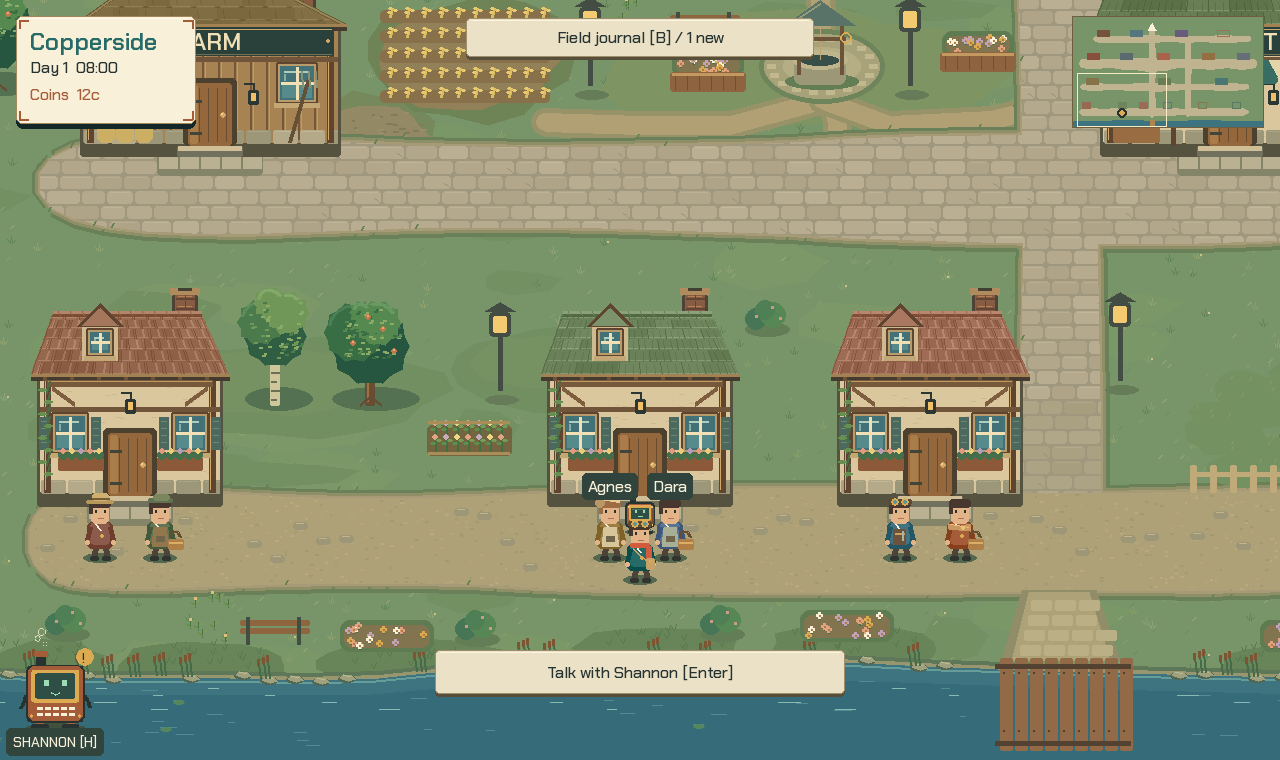 Copperside
Day 1 08:00
Coins 12c
ARM
Field journal [B] / 1 new
T
Agnes
Dara
!
Talk with Shannon [Enter]
SHANNON [H]